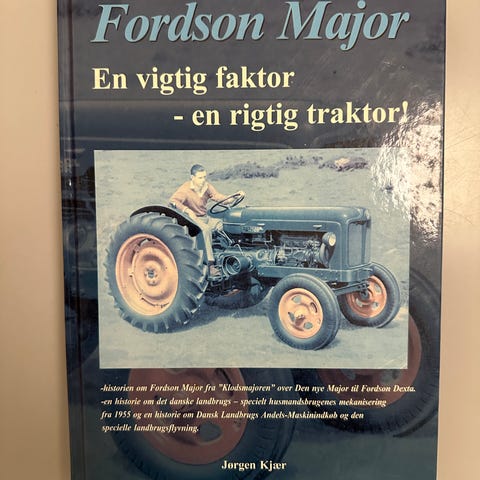 Fordson Major
En vigtig faktor
- en rigtig traktor!
-historien om Fordson Major fra "Klodsmajoren" over Den nye Major til Fordson Dexta.
-en historie om det danske landbrugs – specielt husmandsbrugenes mekanisering
fra 1955 og en historie om Dansk Landbrugs Andels-Maskinindkøb og den
specielle landbrugsflyvning.
Jørgen Kjær